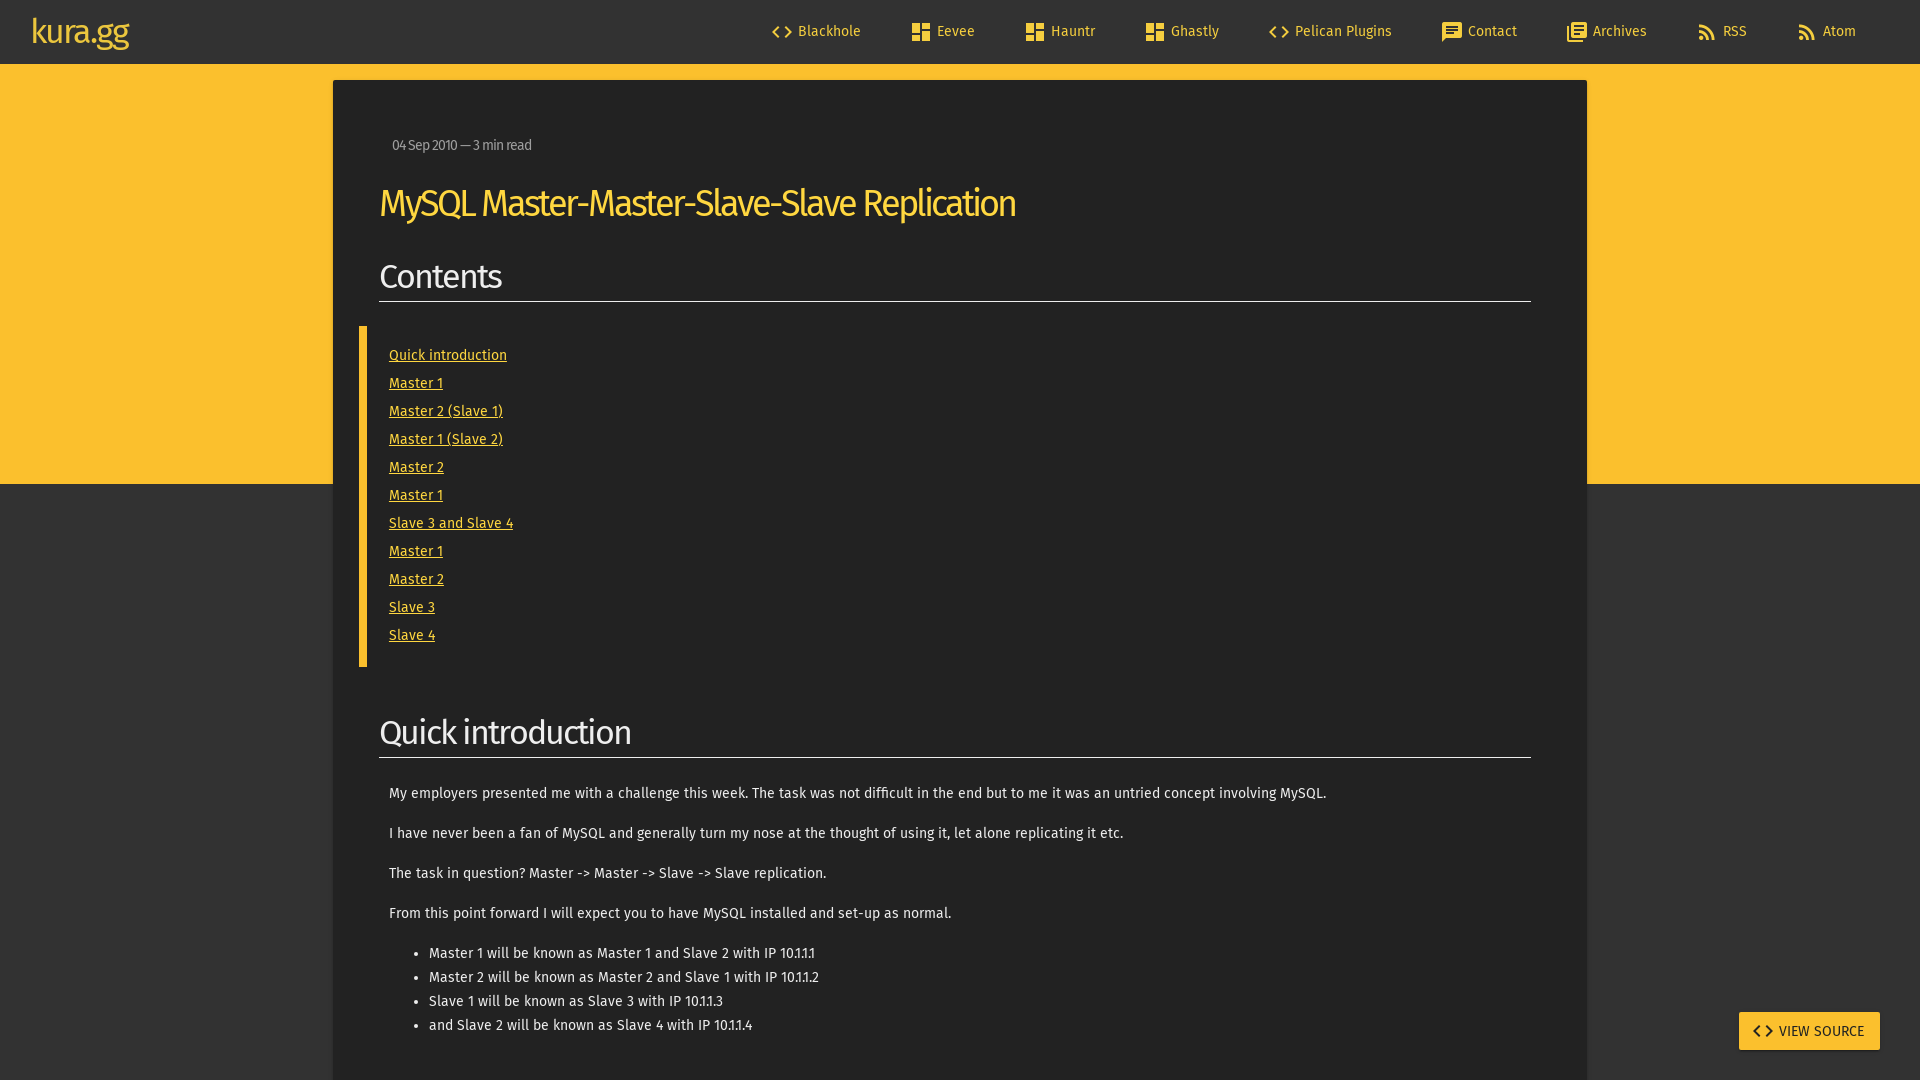 kura.gg
Blackhole
Eevee
Hauntr
Ghastly
Pelican Plugins
Contact
Archives
RSS
Atom
04 Sep 2010 — 3 min read
MySQL Master-Master-Slave-Slave Replication
Contents
Quick introduction
Master 1
Master 2 (Slave 1)
Master 1 (Slave 2)
Master 2
Master 1
Slave 3 and Slave 4
Master 1
Master 2
Slave 3
Slave 4
Quick introduction
My employers presented me with a challenge this week. The task was not difficult in the end but to me it was an untried concept involving MySQL.
I have never been a fan of MySQL and generally turn my nose at the thought of using it, let alone replicating it etc.
The task in question? Master -> Master -> Slave -> Slave replication.
From this point forward I will expect you to have MySQL installed and set-up as normal.
• Master 1 will be known as Master 1 and Slave 2 with IP 10.1.1.1
• Master 2 will be known as Master 2 and Slave 1 with IP 10.1.1.2
• Slave 1 will be known as Slave 3 with IP 10.1.1.3
• and Slave 2 will be known as Slave 4 with IP 10.1.1.4
VIEW SOURCE